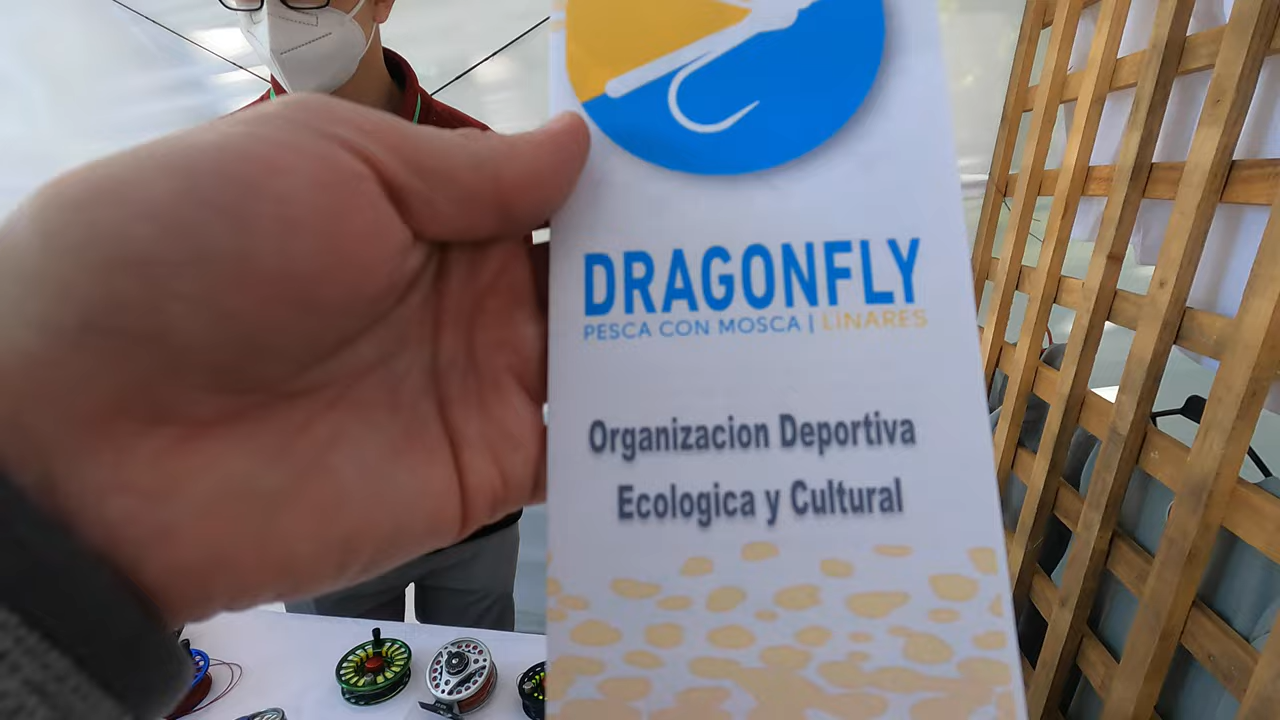 DRAGONFLY
PESCA CON MOSCA | LINARES
Organizacion Deportiva
Ecologica y Cultural